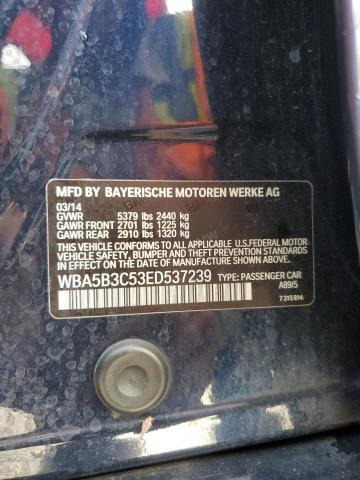 MFD BY BAYERISCHE MOTOREN WERKE AG
03/14
GVWR 5379 lbs 2440 kg
GAWR FRONT 2701 lbs 1225 kg
GAWR REAR 2910 lbs 1320 kg
THIS VEHICLE CONFORMS TO ALL APPLICABLE U.S.FEDERAL MOTOR
VEHICLE SAFETY, BUMPER AND THEFT PREVENTION STANDARDS
IN EFFECT ON THE DATE OF MANUFACTURE SHOWN ABOVE.
WBA5B3C53ED537239 TYPE: PASSENGER CAR
A89/5
7 315 814